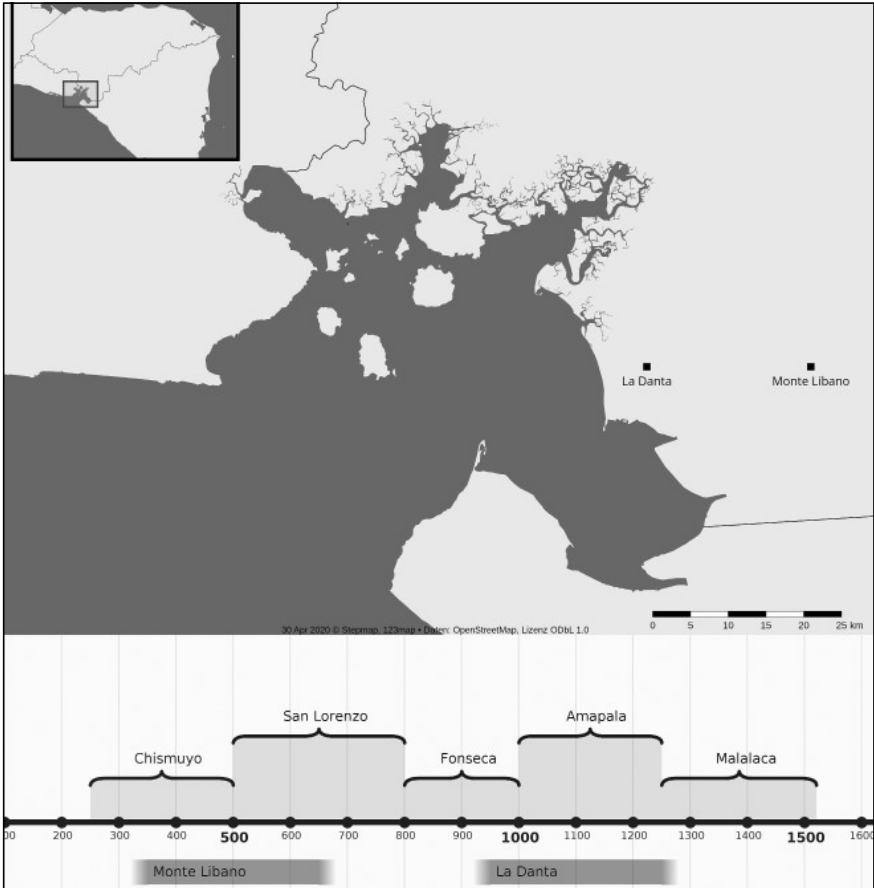 La Danta
Monte Libano
30 Apr 2020 © Stepmap, 123map • Daten: OpenStreetMap, Lizenz ODbL 1.0
0 5 10 15 20 25 km
San Lorenzo
Amapala
Chismuyo
Fonseca
Malalaca
00 200 300 400 500 600 700 800 900 1000 1100 1200 1300 1400 1500 1600
Monte Libano
La Danta